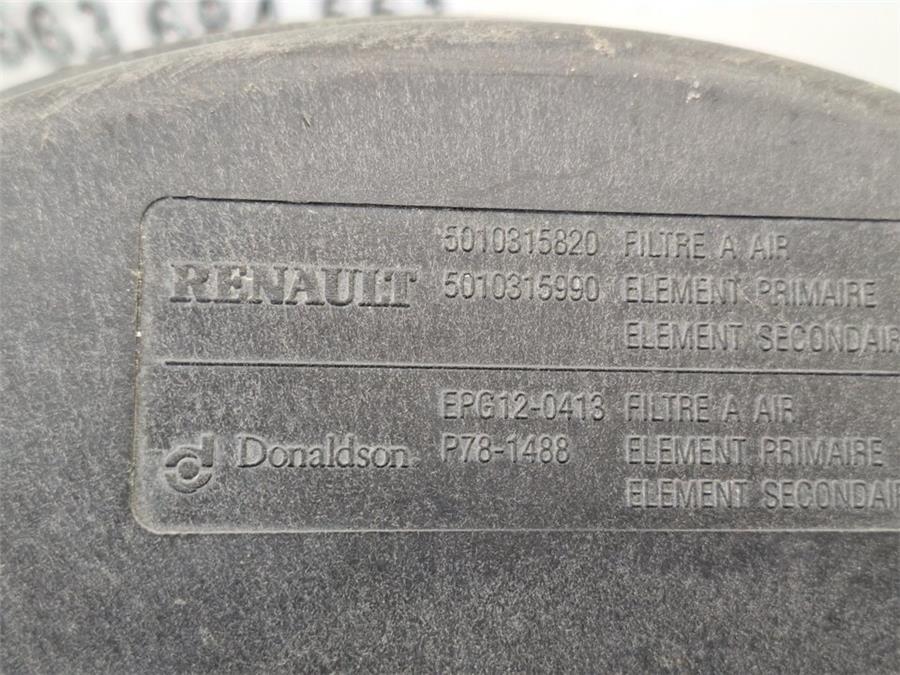 5010315820 FILTRE A AIR
RENAULT 5010315990 ELEMENT PRIMAIRE
ELEMENT SECONDAIR
EPG12-0413 FILTRE A AIR
Donaldson P78-1488 ELEMENT PRIMAIRE
ELEMENT SECONDAIR